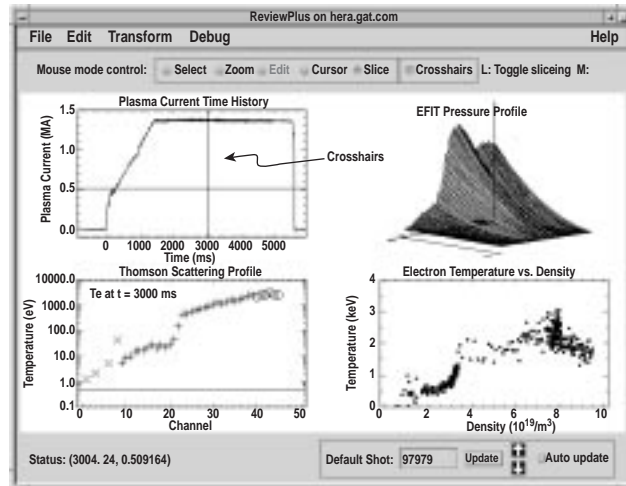 ReviewPlus on hera.gat.com
File Edit Transform Debug Help
Mouse mode control: Select Zoom Edit Cursor Slice Crosshairs L: Toggle sliceing M:
Plasma Current Time History
Plasma Current (MA)
1.5
1.0
0.5
0.0
0 1000 2000 3000 4000 5000
Time (ms)
Crosshairs
EFIT Pressure Profile
Thomson Scattering Profile
Te at t = 3000 ms
Temperature (eV)
10000.0
1000.0
100.0
10.0
1.0
0.1
0 10 20 30 40 50
Channel
Electron Temperature vs. Density
Temperature (keV)
4
3
2
1
0
0 2 4 6 8 10
Density (10¹⁹/m³)
Status: (3004. 24, 0.509164)
Default Shot: 97979 Update Auto update